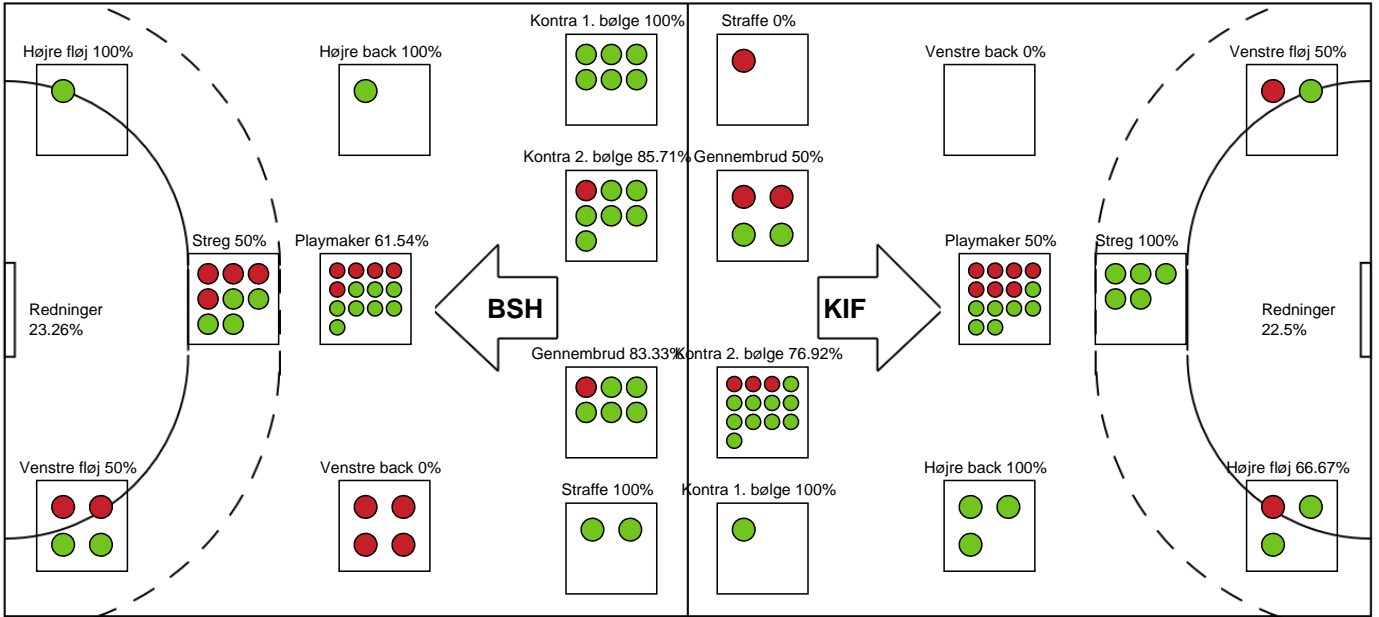 Kontra 1. bølge 100%
Straffe 0%
Højre fløj 100%
Højre back 100%
Venstre back 0%
Venstre fløj 50%
Kontra 2. bølge 85.71%
Gennembrud 50%
Streg 50%
Playmaker 61.54%
Playmaker 50%
Streg 100%
BSH
KIF
Redninger
23.26%
Redninger
22.5%
Gennembrud 83.33%
Kontra 2. bølge 76.92%
Venstre fløj 50%
Venstre back 0%
Højre back 100%
Højre fløj 66.67%
Straffe 100%
Kontra 1. bølge 100%